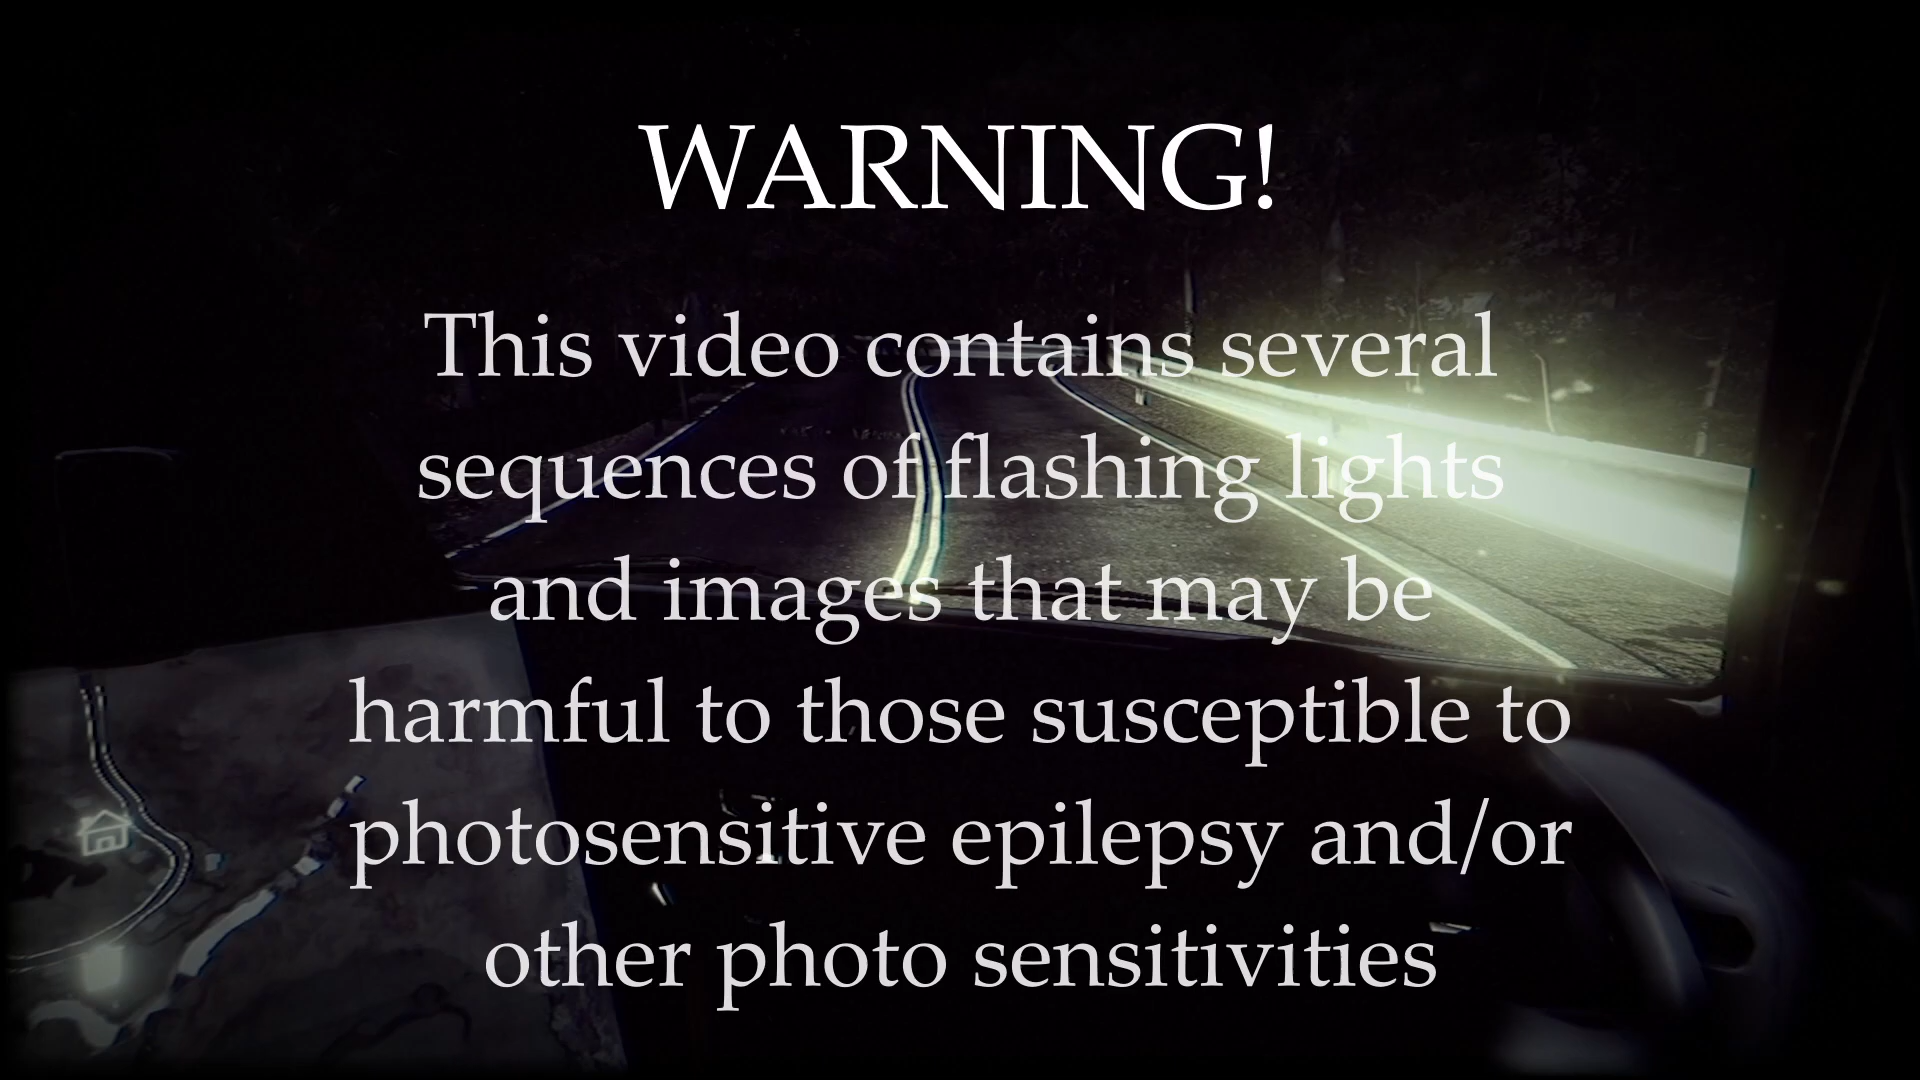 WARNING!
This video contains several
sequences of flashing lights
and images that may be
harmful to those susceptible to
photosensitive epilepsy and/or
other photo sensitivities